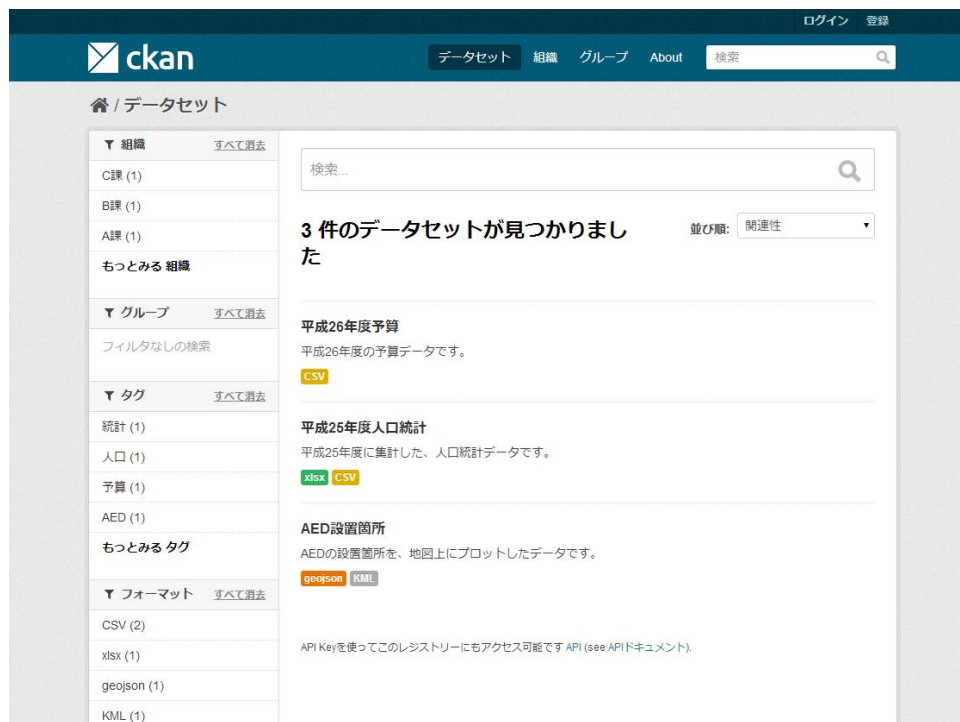 ログイン 登録
ckan
データセット 組織 グループ About 検索
/ データセット
組織 すべて消去
C課 (1)
B課 (1)
A課 (1)
もっとみる 組織
グループ すべて消去
フィルタなしの検索
タグ すべて消去
統計 (1)
人口 (1)
予算 (1)
AED (1)
もっとみる タグ
フォーマット すべて消去
CSV (2)
xlsx (1)
geojson (1)
KML (1)
検索...
3 件のデータセットが見つかりまし
た
並び順: 関連性
平成26年度予算
平成26年度の予算データです。
CSV
平成25年度人口統計
平成25年度に集計した、人口統計データです。
xlsx CSV
AED設置箇所
AEDの設置箇所を、地図上にプロットしたデータです。
geojson KML
API Keyを使ってこのレジストリーにもアクセス可能です API (see APIドキュメント).